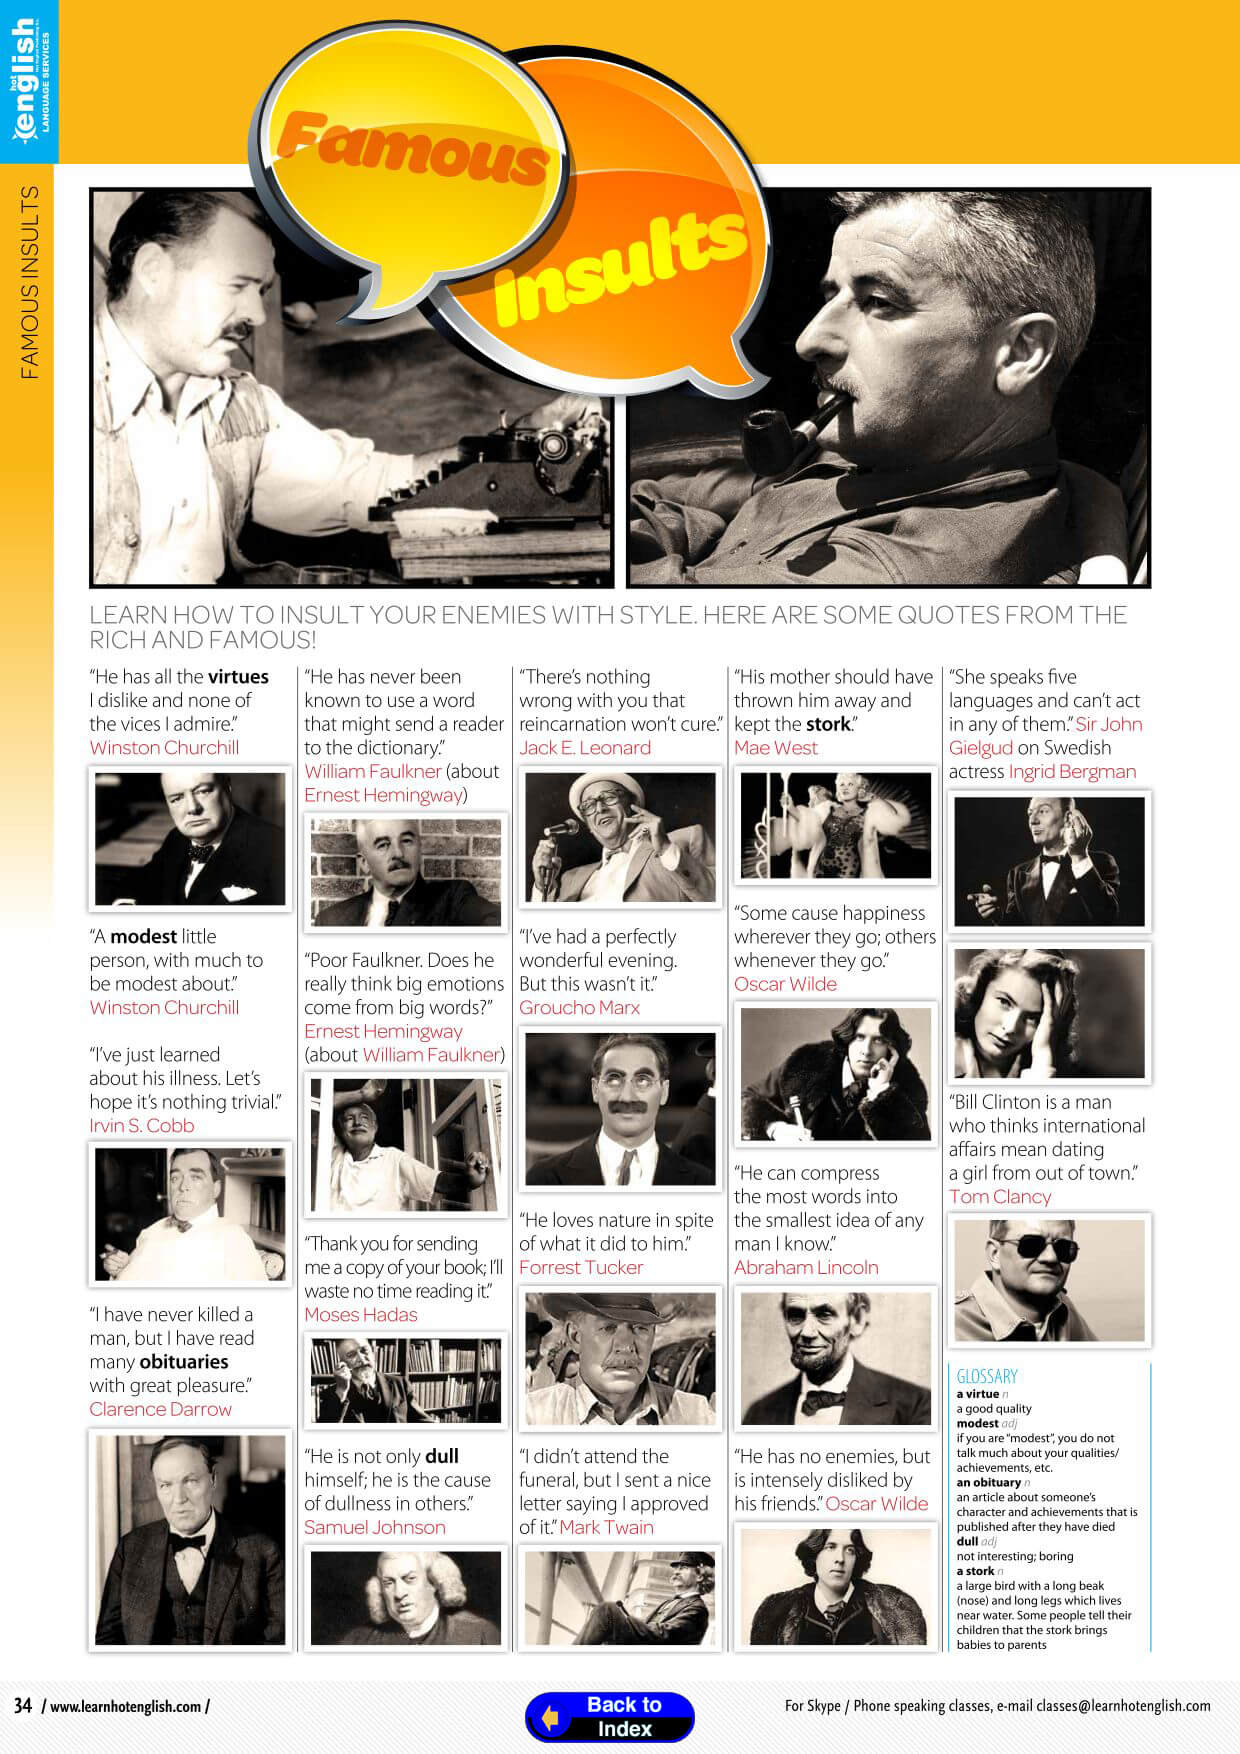 hot
english
LANGUAGE SERVICES
FAMOUS INSULTS
Famous
Insults
LEARN HOW TO INSULT YOUR ENEMIES WITH STYLE. HERE ARE SOME QUOTES FROM THE
RICH AND FAMOUS!
“He has all the virtues
I dislike and none of
the vices I admire.”
Winston Churchill
“A modest little
person, with much to
be modest about.”
Winston Churchill
“I’ve just learned
about his illness. Let’s
hope it’s nothing trivial.”
Irvin S. Cobb
“I have never killed a
man, but I have read
many obituaries
with great pleasure.”
Clarence Darrow
“He has never been
known to use a word
that might send a reader
to the dictionary.”
William Faulkner (about
Ernest Hemingway)
“Poor Faulkner. Does he
really think big emotions
come from big words?”
Ernest Hemingway
(about William Faulkner)
“Thank you for sending
me a copy of your book; I’ll
waste no time reading it.”
Moses Hadas
“He is not only dull
himself; he is the cause
of dullness in others.”
Samuel Johnson
“There’s nothing
wrong with you that
reincarnation won’t cure.”
Jack E. Leonard
“I’ve had a perfectly
wonderful evening.
But this wasn’t it.”
Groucho Marx
“He loves nature in spite
of what it did to him.”
Forrest Tucker
“I didn’t attend the
funeral, but I sent a nice
letter saying I approved
of it.” Mark Twain
“His mother should have
thrown him away and
kept the stork.”
Mae West
“Some cause happiness
wherever they go; others
whenever they go.”
Oscar Wilde
“He can compress
the most words into
the smallest idea of any
man I know.”
Abraham Lincoln
“He has no enemies, but
is intensely disliked by
his friends.” Oscar Wilde
“She speaks five
languages and can’t act
in any of them.” Sir John
Gielgud on Swedish
actress Ingrid Bergman
“Bill Clinton is a man
who thinks international
affairs mean dating
a girl from out of town.”
Tom Clancy
GLOSSARY
a virtue n
a good quality
modest adj
if you are “modest”, you do not
talk much about your qualities/
achievements, etc.
an obituary n
an article about someone’s
character and achievements that is
published after they have died
dull adj
not interesting; boring
a stork n
a large bird with a long beak
(nose) and long legs which lives
near water. Some people tell their
children that the stork brings
babies to parents
34 / www.learnhotenglish.com /
Back to
Index
For Skype / Phone speaking classes, e-mail classes@learnhotenglish.com